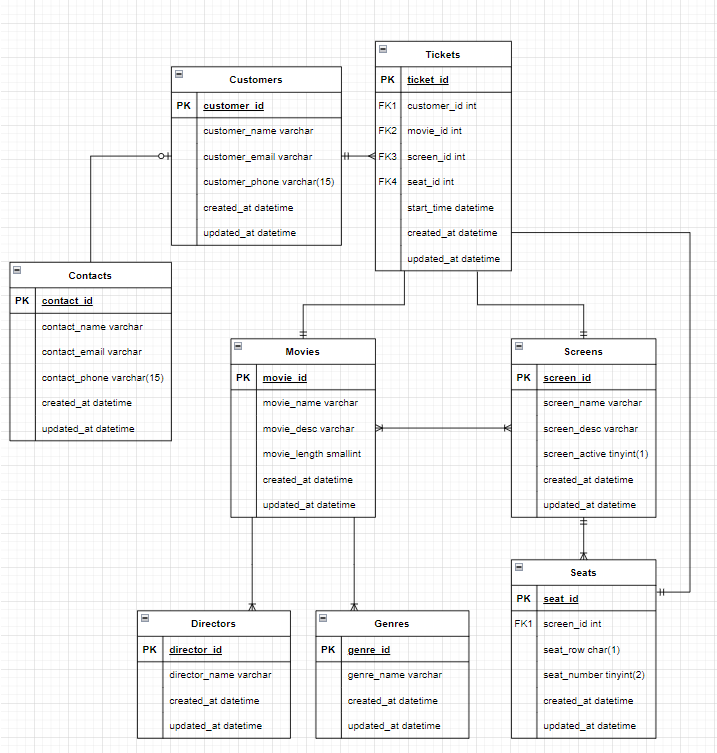 Tickets
PK ticket_id
FK1 customer_id int
FK2 movie_id int
FK3 screen_id int
FK4 seat_id int
start_time datetime
created_at datetime
updated_at datetime
Customers
PK customer_id
customer_name varchar
customer_email varchar
customer_phone varchar(15)
created_at datetime
updated_at datetime
Contacts
PK contact_id
contact_name varchar
contact_email varchar
contact_phone varchar(15)
created_at datetime
updated_at datetime
Movies
PK movie_id
movie_name varchar
movie_desc varchar
movie_length smallint
created_at datetime
updated_at datetime
Screens
PK screen_id
screen_name varchar
screen_desc varchar
screen_active tinyint(1)
created_at datetime
updated_at datetime
Seats
PK seat_id
FK1 screen_id int
seat_row char(1)
seat_number tinyint(2)
created_at datetime
updated_at datetime
Directors
PK director_id
director_name varchar
created_at datetime
updated_at datetime
Genres
PK genre_id
genre_name varchar
created_at datetime
updated_at datetime